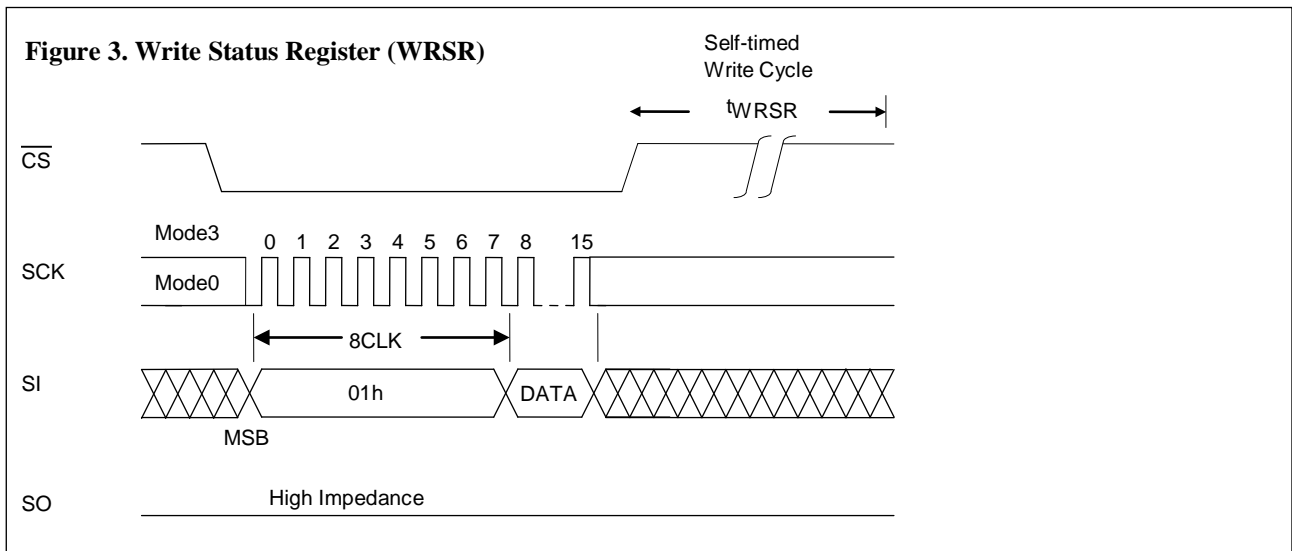 Figure 3. Write Status Register (WRSR)
Self-timed
Write Cycle
tWRSR
CS
Mode3
SCK
Mode0
0 1 2 3 4 5 6 7 8 15
8CLK
SI
01h
DATA
MSB
SO
High Impedance